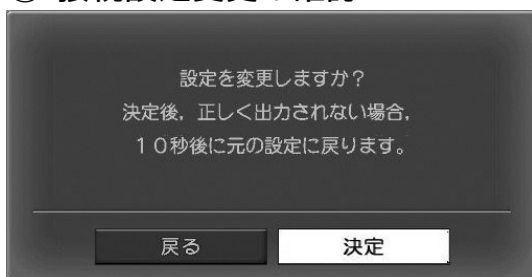 設定を変更しますか？
決定後，正しく出力されない場合，
１０秒後に元の設定に戻ります。
戻る
決定